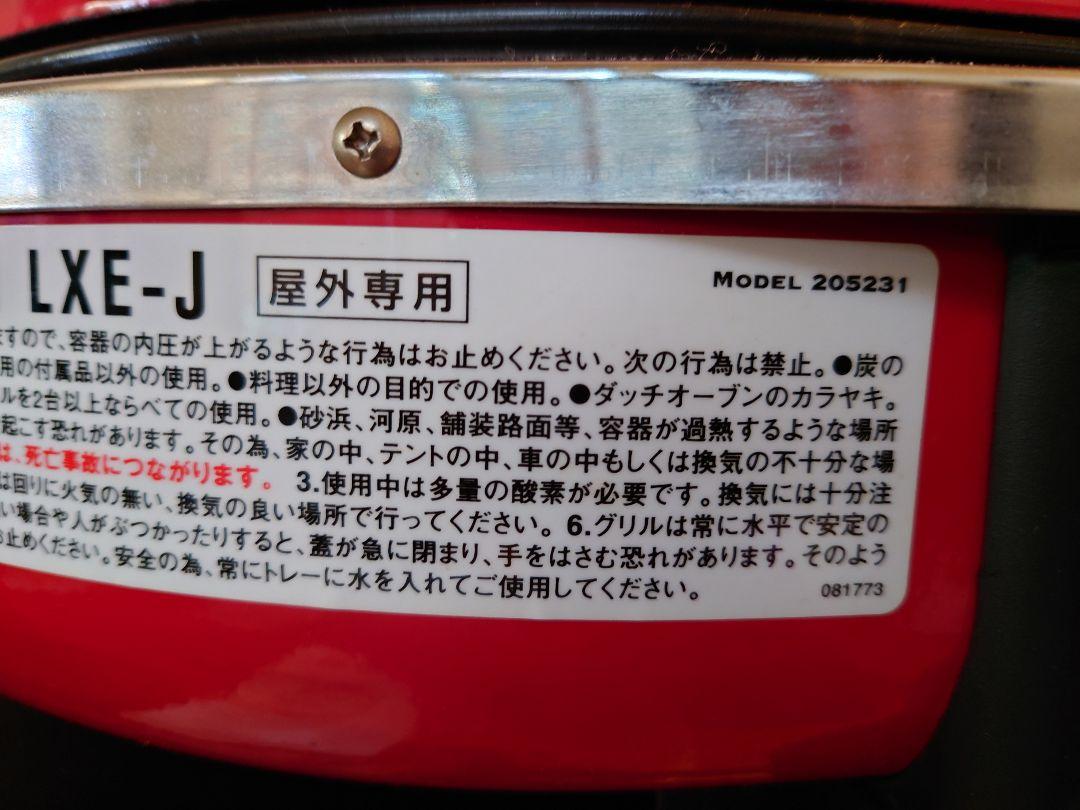 LXE-J 屋外専用 MODEL 205231
ますので、容器の内圧が上がるような行為はお止めください。次の行為は禁止。●炭の
用の付属品以外の使用。●料理以外の目的での使用。●ダッチオーブンのカラヤキ。
ルを2台以上ならべての使用。●砂浜、河原、舗装路面等、容器が過熱するような場所
起こす恐れがあります。その為、家の中、テントの中、車の中もしくは換気の不十分な場
は、死亡事故につながります。 3.使用中は多量の酸素が必要です。換気には十分注
は回りに火気の無い、換気の良い場所で行ってください。6.グリルは常に水平で安定の
い場合や人がぶつかったりすると、蓋が急に閉まり、手をはさむ恐れがあります。そのよう
お止めください。安全の為、常にトレーに水を入れてご使用してください。
081773